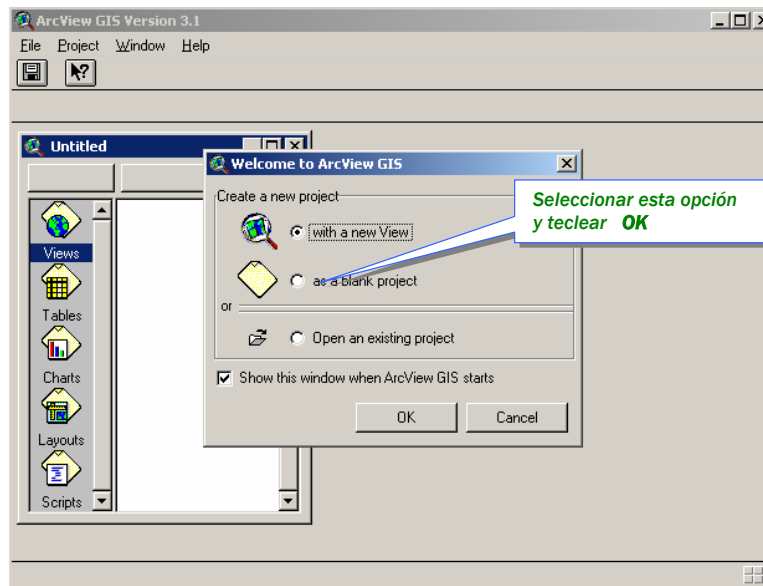 ArcView GIS Version 3.1
File Project Window Help
Untitled
Welcome to ArcView GIS
Create a new project
with a new View
Seleccionar esta opción
y teclear OK
as a blank project
or
Open an existing project
Show this window when ArcView GIS starts
OK Cancel
Views
Tables
Charts
Layouts
Scripts